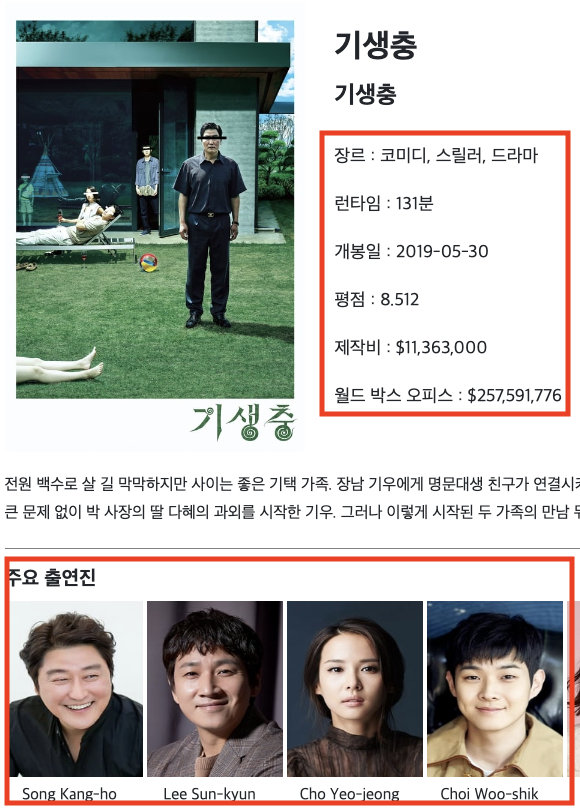 기생충
기생충
장르 : 코미디, 스릴러, 드라마
런타임 : 131분
개봉일 : 2019-05-30
평점 : 8.512
제작비 : $11,363,000
월드 박스 오피스 : $257,591,776
기생충
전원 백수로 살 길 막막하지만 사이는 좋은 기택 가족. 장남 기우에게 명문대생 친구가
큰 문제 없이 박 사장의 딸 다혜의 과외를 시작한 기우. 그러나 이렇게 시작된 두 가족의 만남
주요 출연진
Song Kang-ho
Lee Sun-kyun
Cho Yeo-jeong
Choi Woo-shik